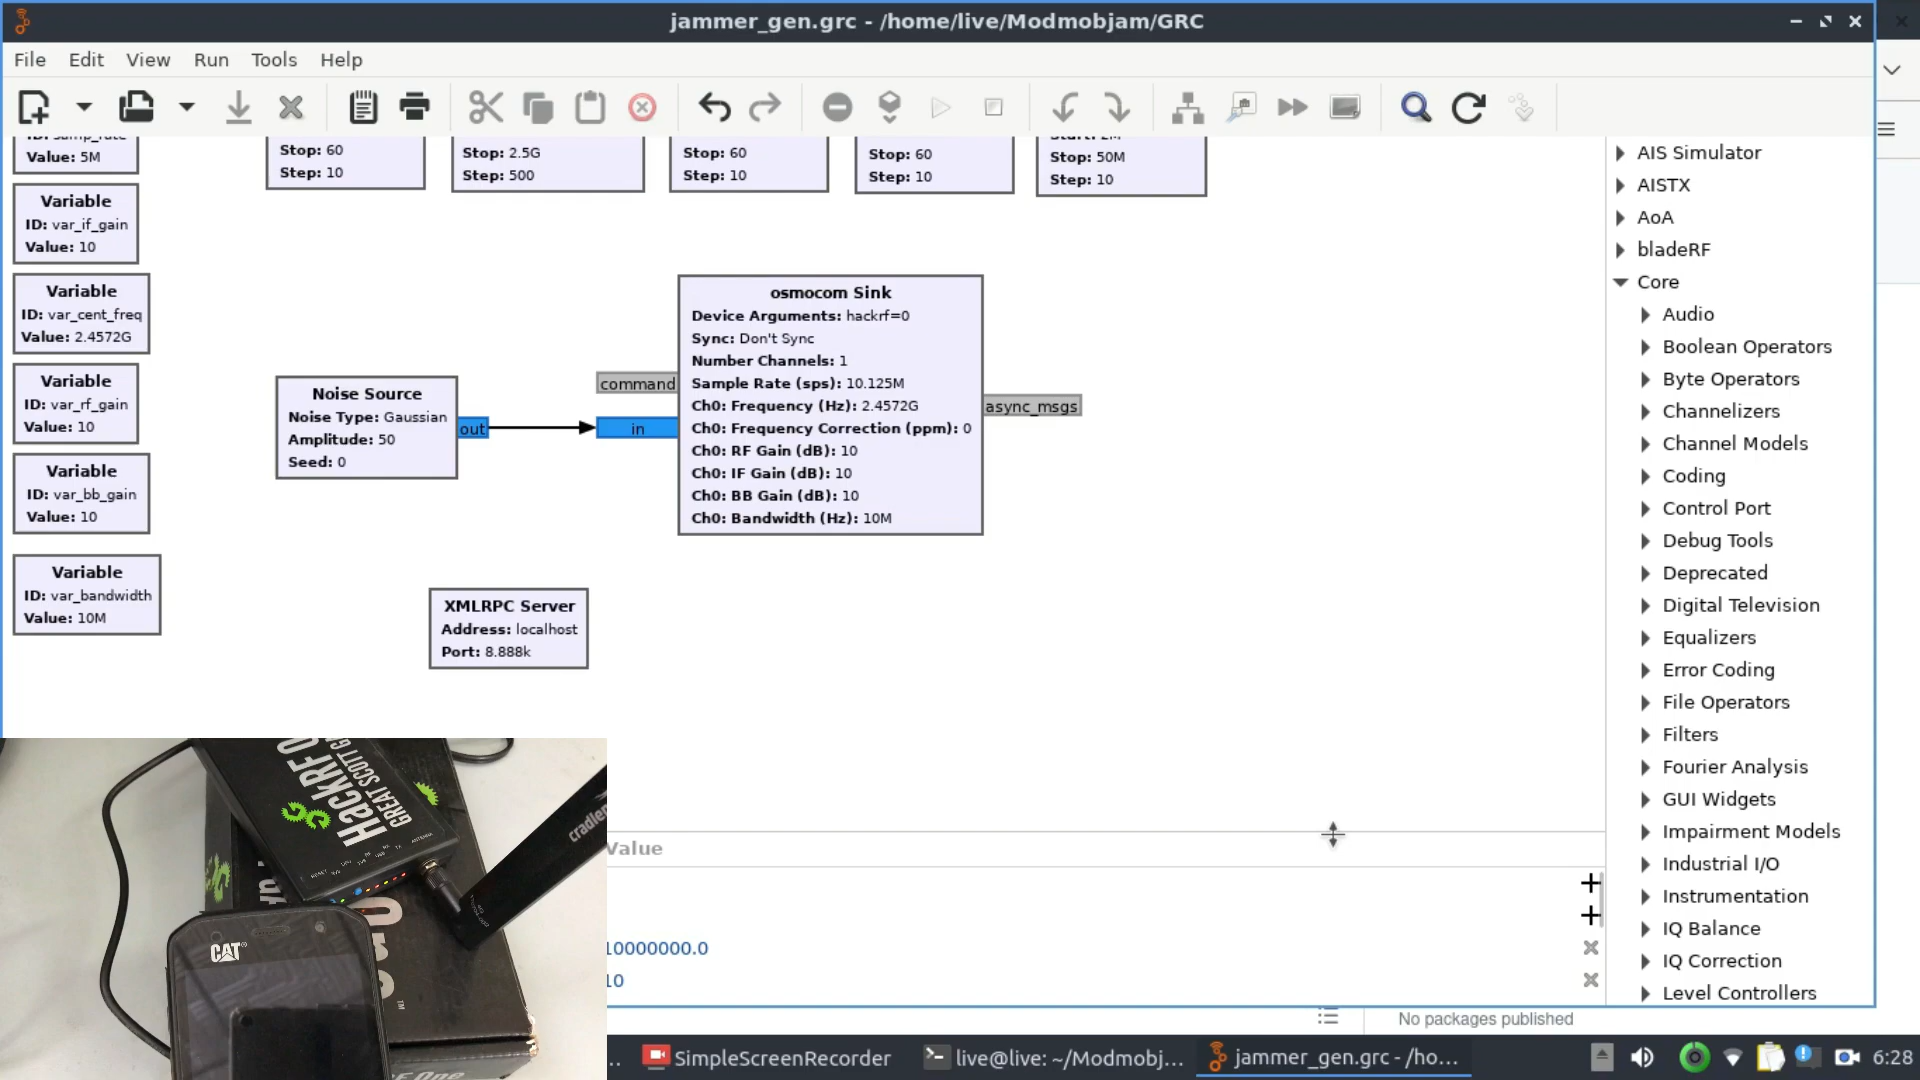 jammer_gen.grc - /home/live/Modmobjam/GRC
File Edit View Run Tools Help
Value: 5M
Stop: 60
Step: 10
Stop: 2.5G
Step: 500
Stop: 60
Step: 10
Stop: 60
Step: 10
Stop: 50M
Step: 10
Variable
ID: var_if_gain
Value: 10
Variable
ID: var_cent_freq
Value: 2.4572G
Variable
ID: var_rf_gain
Value: 10
Variable
ID: var_bb_gain
Value: 10
Variable
ID: var_bandwidth
Value: 10M
Noise Source
Noise Type: Gaussian
Amplitude: 50
Seed: 0
out
command
in
osmocom Sink
Device Arguments: hackrf=0
Sync: Don't Sync
Number Channels: 1
Sample Rate (sps): 10.125M
Ch0: Frequency (Hz): 2.4572G
Ch0: Frequency Correction (ppm): 0
Ch0: RF Gain (dB): 10
Ch0: IF Gain (dB): 10
Ch0: BB Gain (dB): 10
Ch0: Bandwidth (Hz): 10M
async_msgs
XMLRPC Server
Address: localhost
Port: 8.888k
AIS Simulator
AISTX
AoA
bladeRF
Core
Audio
Boolean Operators
Byte Operators
Channelizers
Channel Models
Coding
Control Port
Debug Tools
Deprecated
Digital Television
Equalizers
Error Coding
File Operators
Filters
Fourier Analysis
GUI Widgets
Impairment Models
Industrial I/O
Instrumentation
IQ Balance
IQ Correction
Level Controllers
Value
10000000.0
10
HackRF
GREAT SCOTT
CAT
No packages published
SimpleScreenRecorder
live@live: ~/Modmobj...
jammer_gen.grc - /ho...
6:28